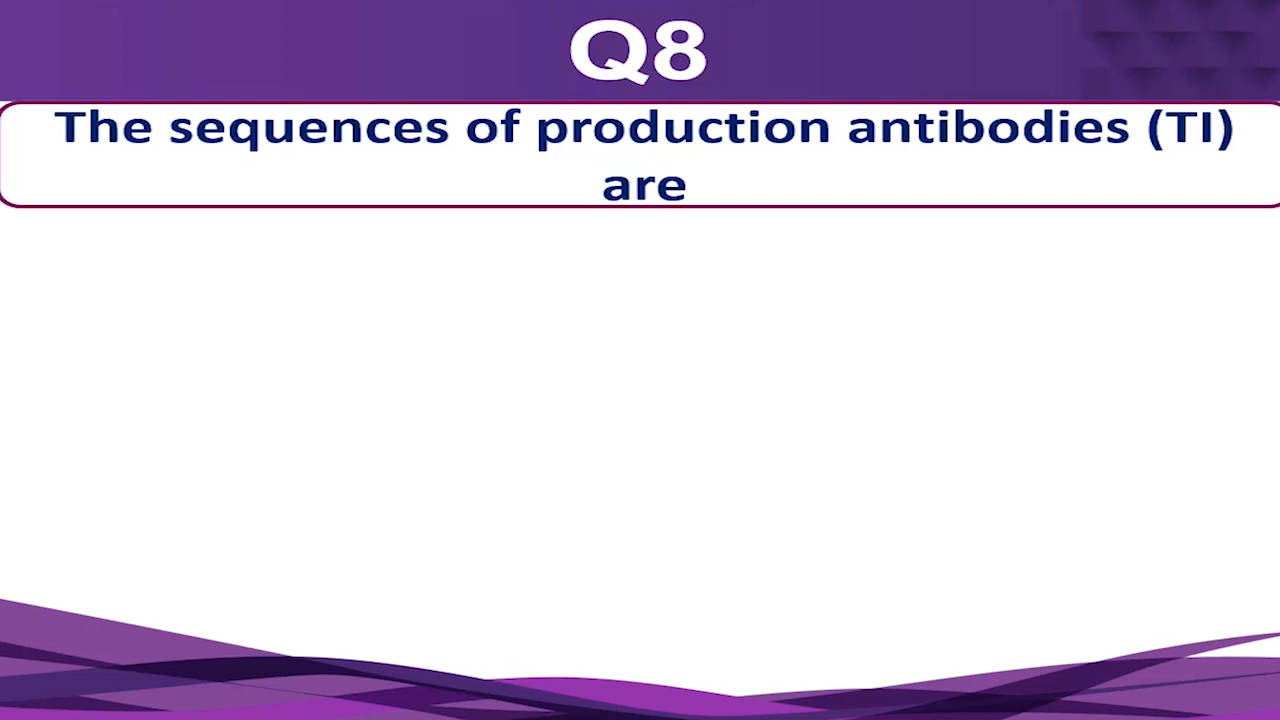 Q8
The sequences of production antibodies (TI)
are